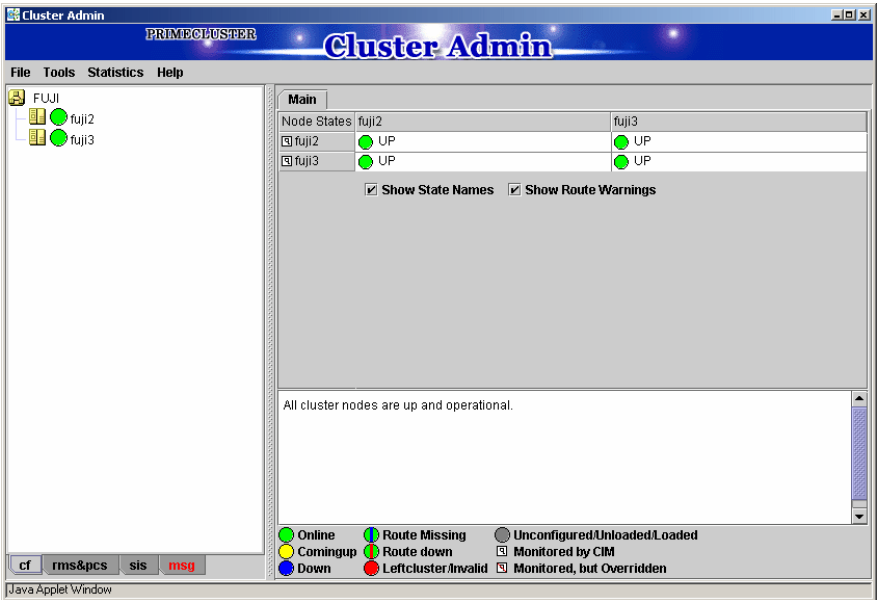 Cluster Admin
PRIMECLUSTER
Cluster Admin
File Tools Statistics Help
FUJI
fuji2
fuji3
Main
Node States fuji2 fuji3
fuji2 UP UP
fuji3 UP UP
Show State Names Show Route Warnings
All cluster nodes are up and operational.
Online Route Missing Unconfigured/Unloaded/Loaded
Comingup Route down Monitored by CIM
Down Leftcluster/Invalid Monitored, but Overridden
cf rms&pcs sis msg
Java Applet Window